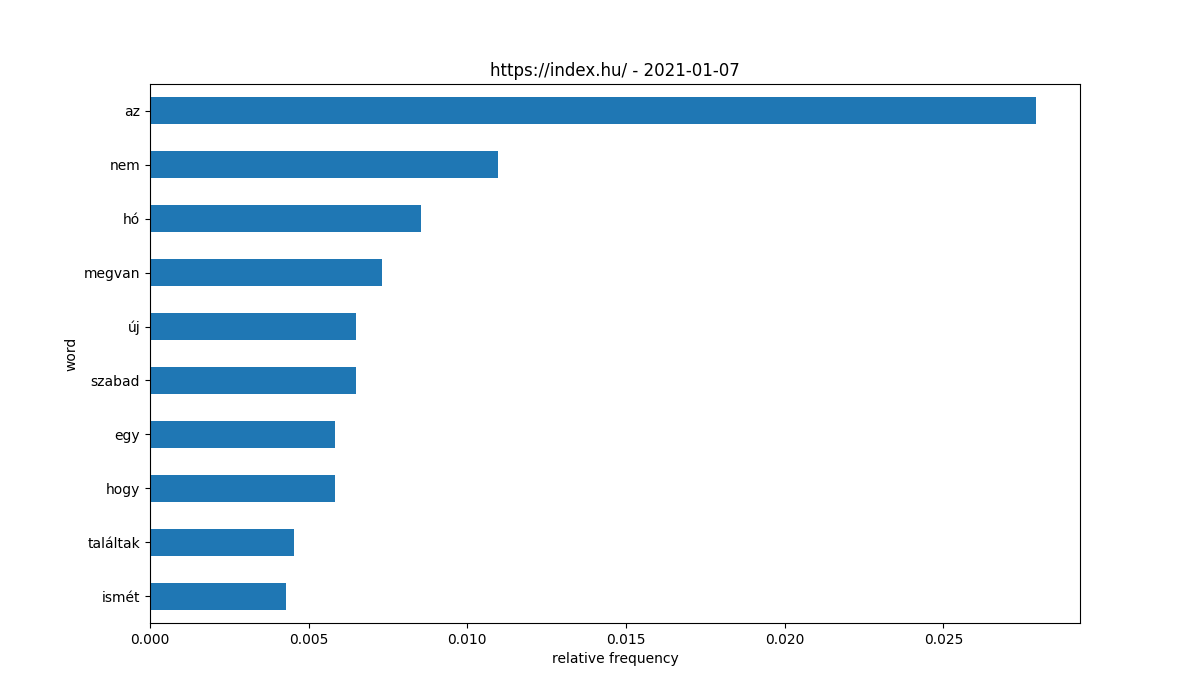 https://index.hu/ - 2021-01-07
az
nem
hó
megvan
új
szabad
egy
hogy
találtak
ismét
word
0.000 0.005 0.010 0.015 0.020 0.025
relative frequency